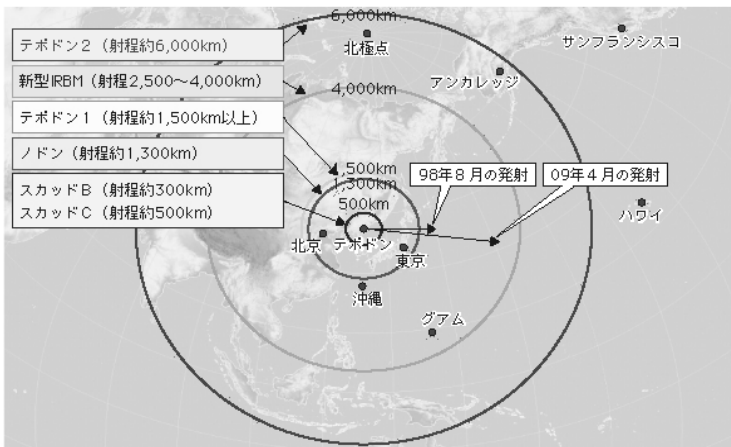 6,000km
北極点
サンフランシスコ
テポドン２（射程約6,000km）
新型IRBM（射程2,500～4,000km）
テポドン１（射程約1,500km以上）
ノドン（射程約1,300km）
スカッドB（射程約300km）
スカッドC（射程約500km）
アンカレッジ
4,000km
1,500km
1,300km
500km
98年８月の発射
09年４月の発射
ハワイ
北京
テポドン
東京
沖縄
グアム